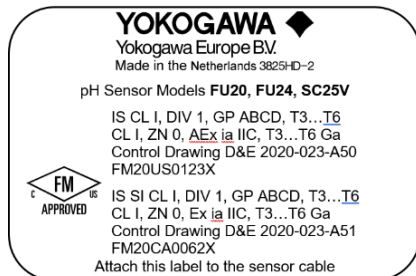 YOKOGAWA
Yokogawa Europe B.V.
Made in the Netherlands 3825HD-2
pH Sensor Models FU20, FU24, SC25V
IS CL I, DIV 1, GP ABCD, T3...T6
CL I, ZN 0, AEx ia IIC, T3...T6 Ga
Control Drawing D&E 2020-023-A50
FM20US0123X
C FM US
APPROVED
IS SI CL I, DIV 1, GP ABCD, T3...T6
CL I, ZN 0, Ex ia IIC, T3...T6 Ga
Control Drawing D&E 2020-023-A51
FM20CA0062X
Attach this label to the sensor cable